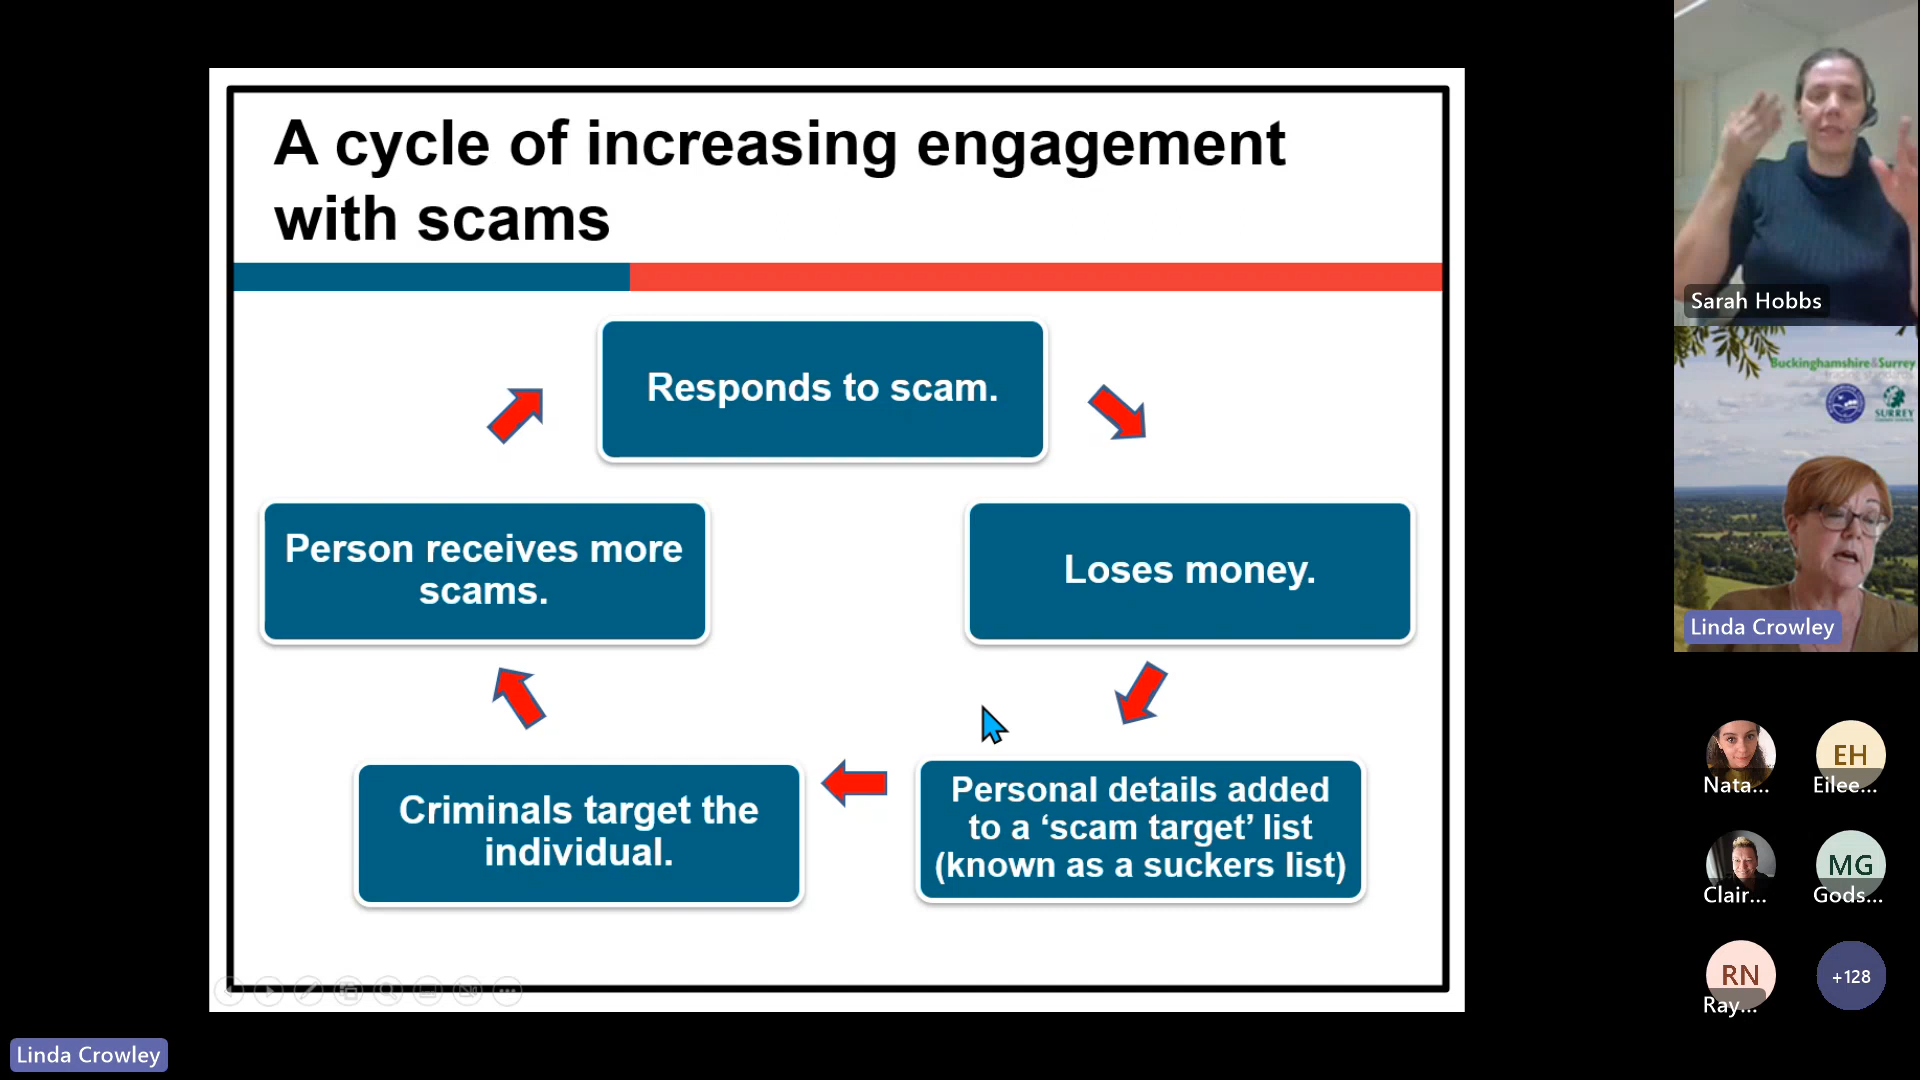 A cycle of increasing engagement
with scams
Responds to scam.
Loses money.
Personal details added
to a ‘scam target’ list
(known as a suckers list)
Criminals target the
individual.
Person receives more
scams.
Sarah Hobbs
Buckinghamshire&Surrey
trading standards
SURREY
Linda Crowley
Nata...
EH
Eilee...
Clair...
MG
Gods...
RN
Ray...
+128
Linda Crowley